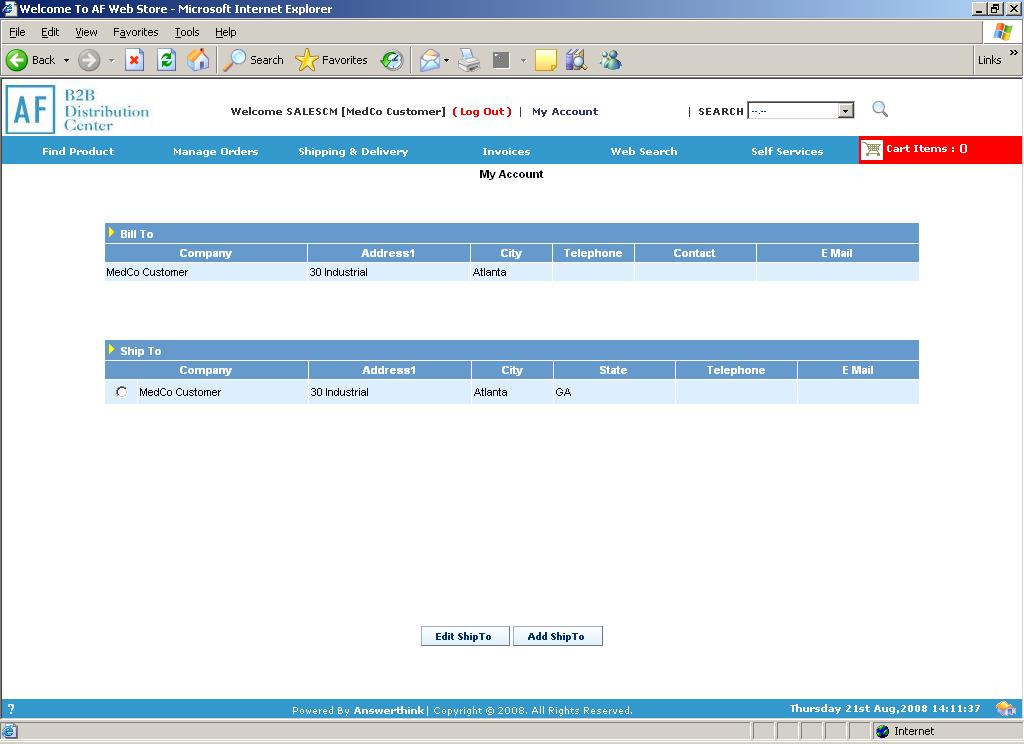 Welcome To AF Web Store - Microsoft Internet Explorer
File Edit View Favorites Tools Help
Back Search Favorites Links »
AF B2B Distribution Center
Welcome SALESCM [MedCo Customer] ( Log Out ) | My Account | SEARCH --.--
Find Product Manage Orders Shipping & Delivery Invoices Web Search Self Services Cart Items : 0
My Account
Bill To
Company Address1 City Telephone Contact E Mail
MedCo Customer 30 Industrial Atlanta
Ship To
Company Address1 City State Telephone E Mail
MedCo Customer 30 Industrial Atlanta GA
Edit ShipTo Add ShipTo
? Powered By Answerthink| Copyright © 2008. All Rights Reserved. Thursday 21st Aug,2008 14:11:37
Internet